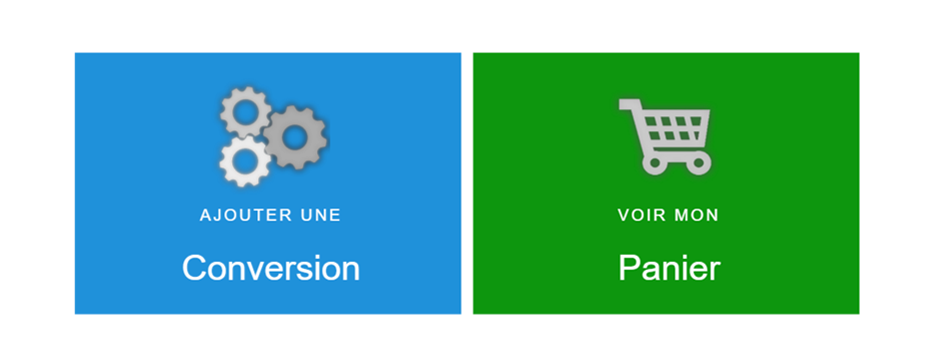 AJOUTER UNE
Conversion
VOIR MON
Panier